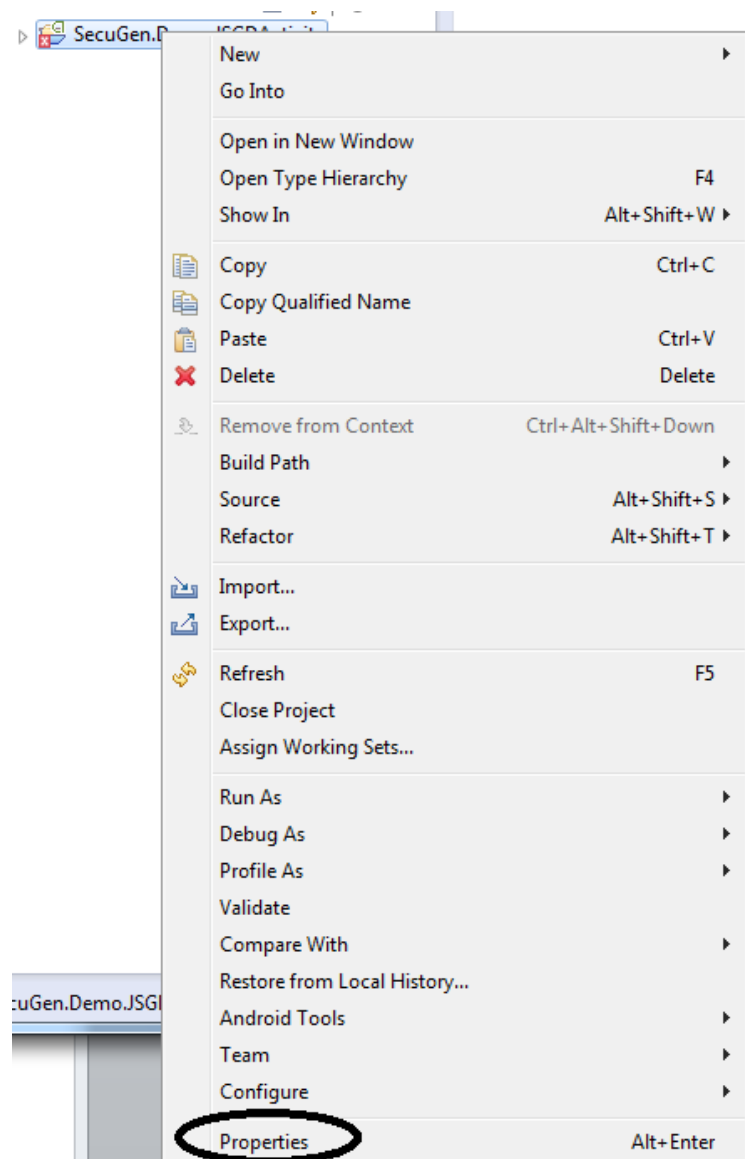 SecuGen.
New
Go Into
Open in New Window
Open Type Hierarchy F4
Show In Alt+Shift+W
Copy Ctrl+C
Copy Qualified Name
Paste Ctrl+V
Delete Delete
Remove from Context Ctrl+Alt+Shift+Down
Build Path
Source Alt+Shift+S
Refactor Alt+Shift+T
Import...
Export...
Refresh F5
Close Project
Assign Working Sets...
Run As
Debug As
Profile As
Validate
Compare With
Restore from Local History...
Android Tools
cuGen.Demo.JSG
Team
Configure
Properties Alt+Enter